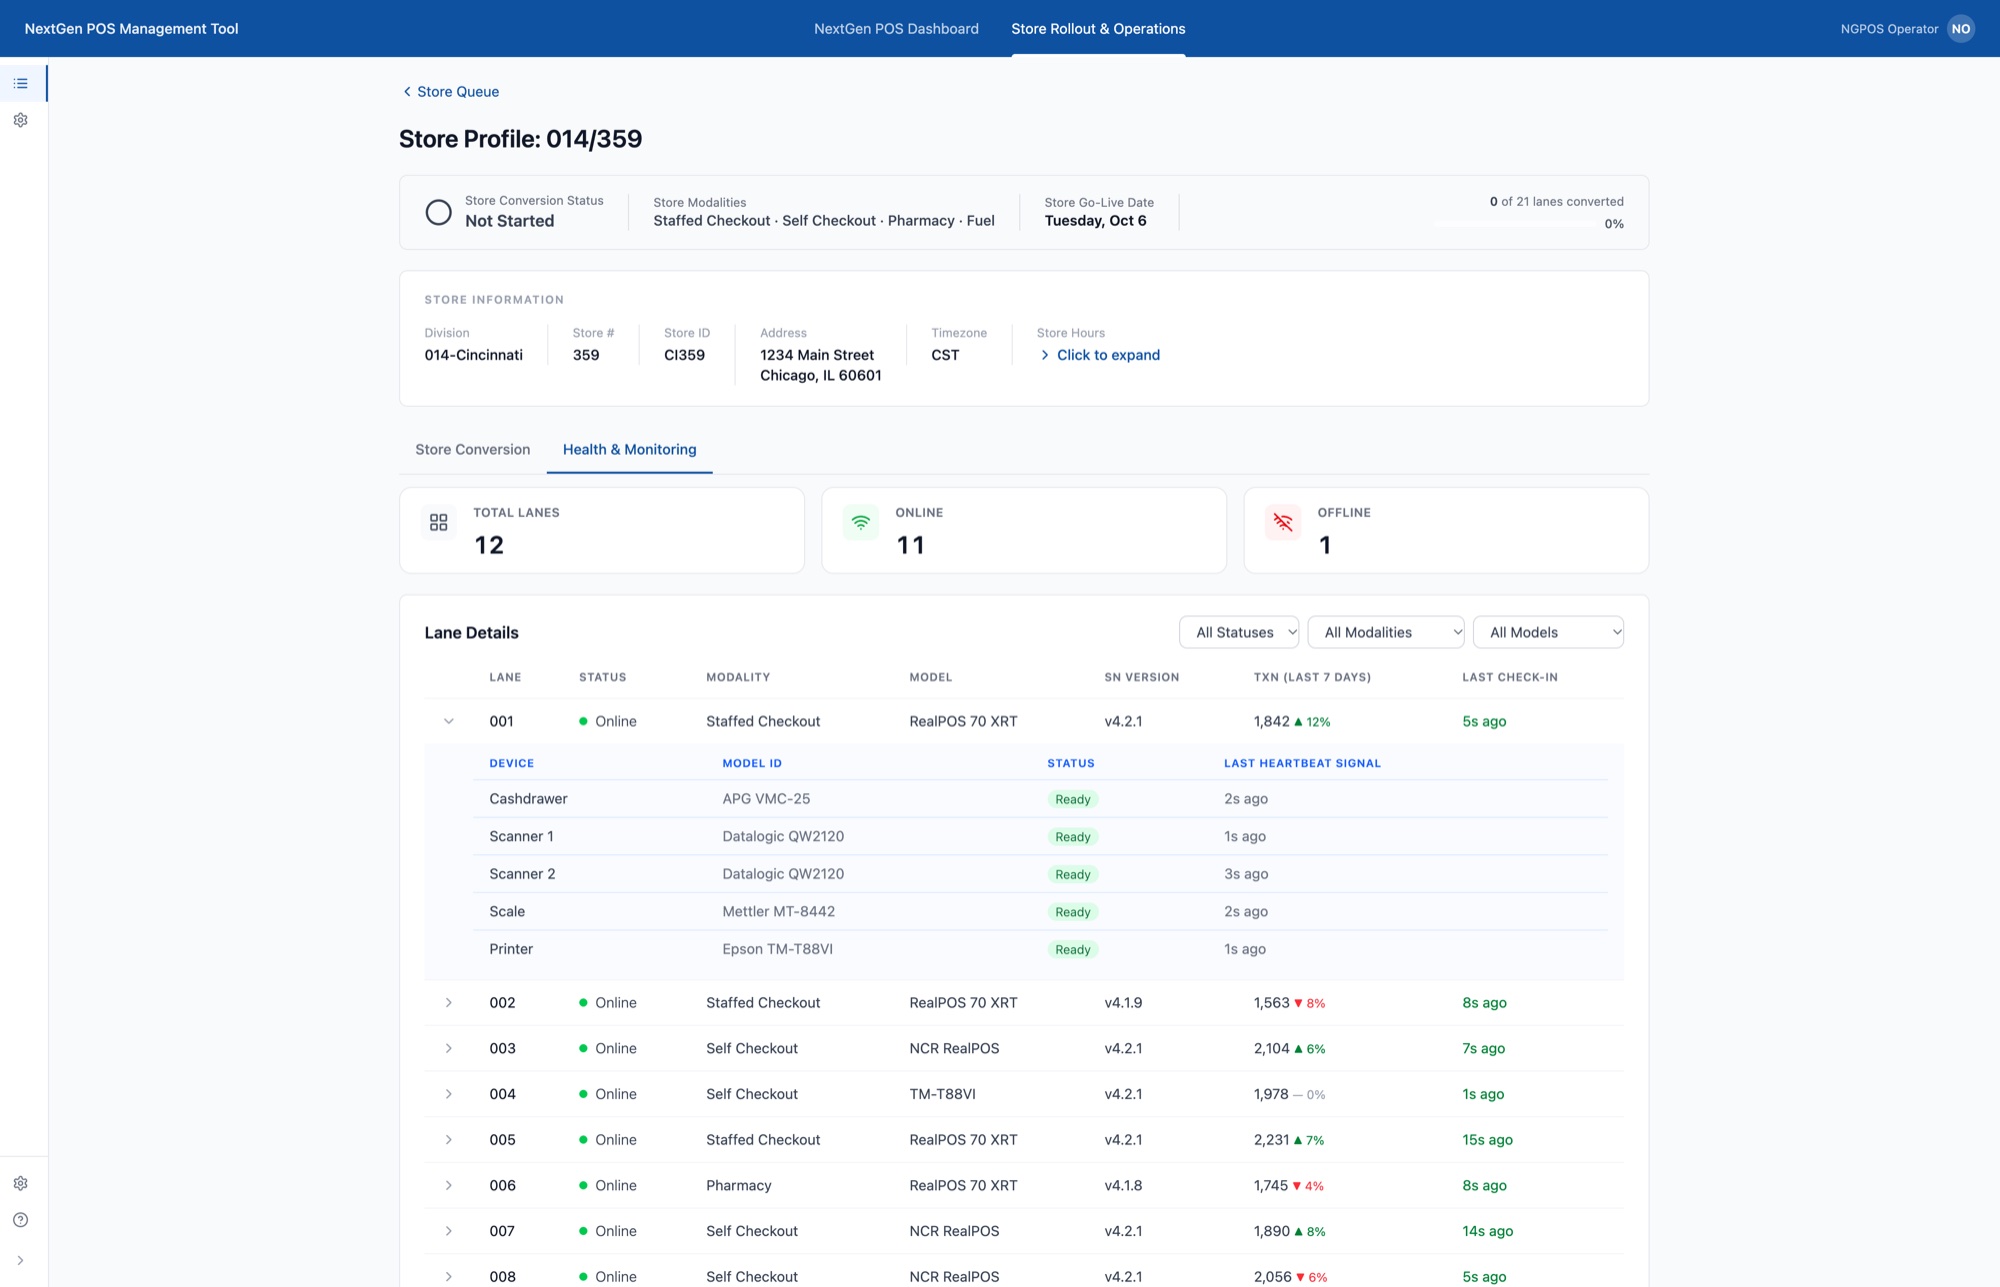 NextGen POS Management Tool
NextGen POS Dashboard
Store Rollout & Operations
NGPOS Operator NO
Store Queue
Store Profile: 014/359
Store Conversion Status
Not Started
Store Modalities
Staffed Checkout · Self Checkout · Pharmacy · Fuel
Store Go-Live Date
Tuesday, Oct 6
0 of 21 lanes converted
0%
STORE INFORMATION
Division
014-Cincinnati
Store #
359
Store ID
CI359
Address
1234 Main Street
Chicago, IL 60601
Timezone
CST
Store Hours
Click to expand
Store Conversion
Health & Monitoring
TOTAL LANES
12
ONLINE
11
OFFLINE
1
Lane Details
All Statuses
All Modalities
All Models
LANE STATUS MODALITY MODEL SN VERSION TXN (LAST 7 DAYS) LAST CHECK-IN
001 Online Staffed Checkout RealPOS 70 XRT v4.2.1 1,842 ▲ 12% 5s ago
DEVICE MODEL ID STATUS LAST HEARTBEAT SIGNAL
Cashdrawer APG VMC-25 Ready 2s ago
Scanner 1 Datalogic QW2120 Ready 1s ago
Scanner 2 Datalogic QW2120 Ready 3s ago
Scale Mettler MT-8442 Ready 2s ago
Printer Epson TM-T88VI Ready 1s ago
002 Online Staffed Checkout RealPOS 70 XRT v4.1.9 1,563 ▼ 8% 8s ago
003 Online Self Checkout NCR RealPOS v4.2.1 2,104 ▲ 6% 7s ago
004 Online Self Checkout TM-T88VI v4.2.1 1,978 — 0% 1s ago
005 Online Staffed Checkout RealPOS 70 XRT v4.2.1 2,231 ▲ 7% 15s ago
006 Online Pharmacy RealPOS 70 XRT v4.1.8 1,745 ▼ 4% 8s ago
007 Online Self Checkout NCR RealPOS v4.2.1 1,890 ▲ 8% 14s ago
008 Online Self Checkout NCR RealPOS v4.2.1 2,056 ▼ 6% 5s ago